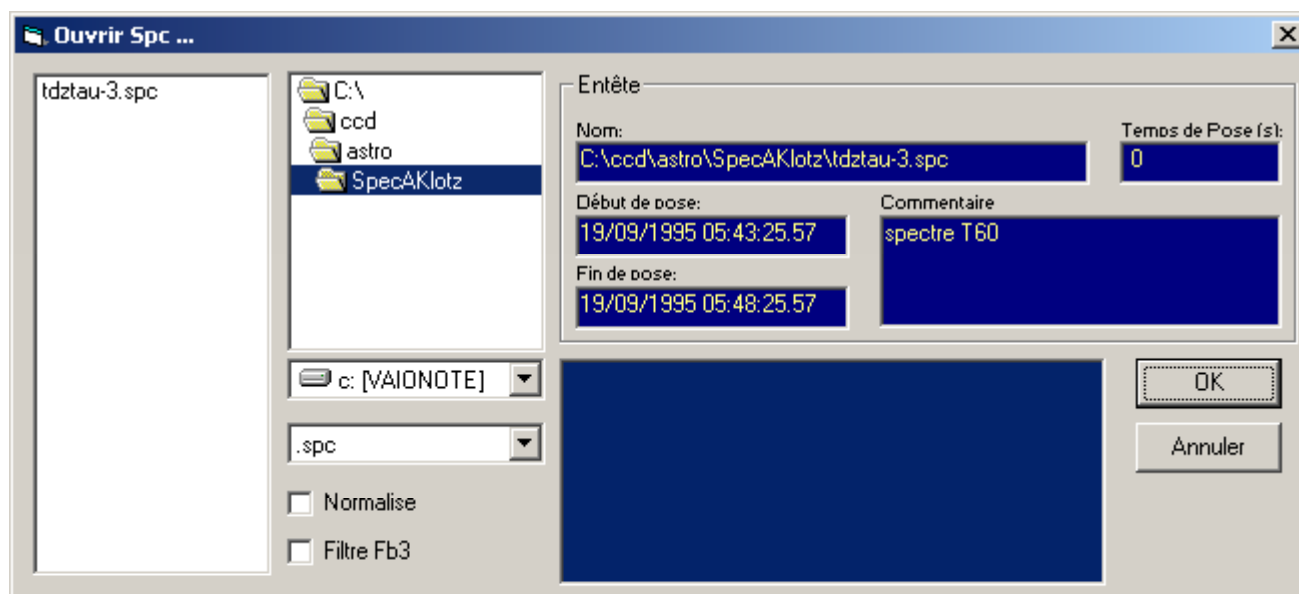 Ouvrir Spc ...
tdztau-3.spc
C:\
ccd
astro
SpecAKlotz
c: [VAIONOTE]
.spc
Normalise
Filtre Fb3
Entête
Nom:
C:\ccd\astro\SpecAKlotz\tdztau-3.spc
Temps de Pose (s):
0
Début de pose:
19/09/1995 05:43:25.57
Commentaire
spectre T60
Fin de pose:
19/09/1995 05:48:25.57
OK
Annuler